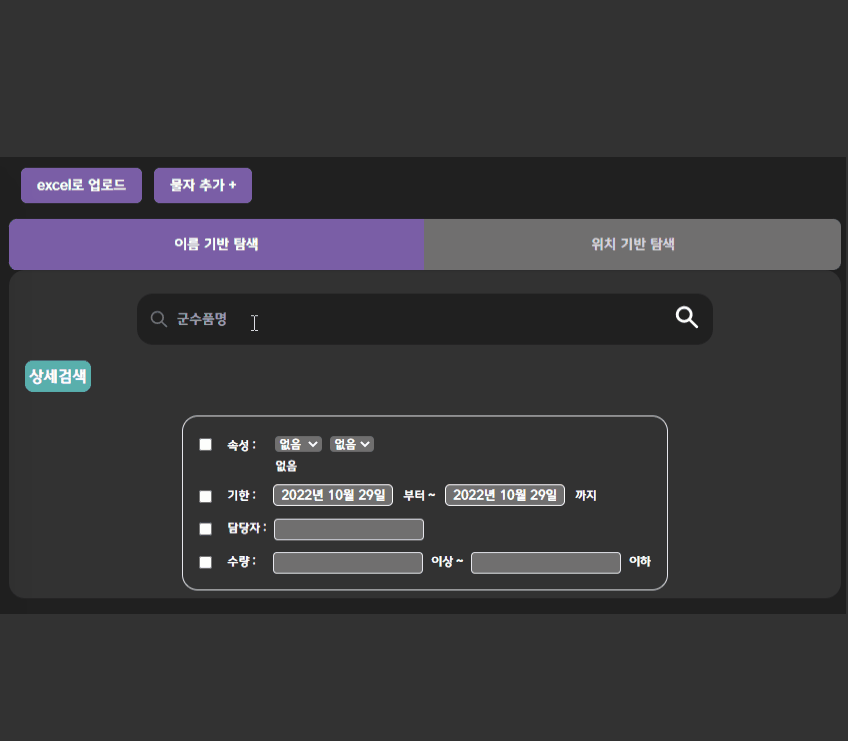 excel로 업로드 물자 추가 +
이름 기반 탐색 위치 기반 탐색
군수품명
상세검색
속성 : 없음 없음
없음
기한 : 2022년 10월 29일 부터 ~ 2022년 10월 29일 까지
담당자 :
수량 : 이상 ~ 이하